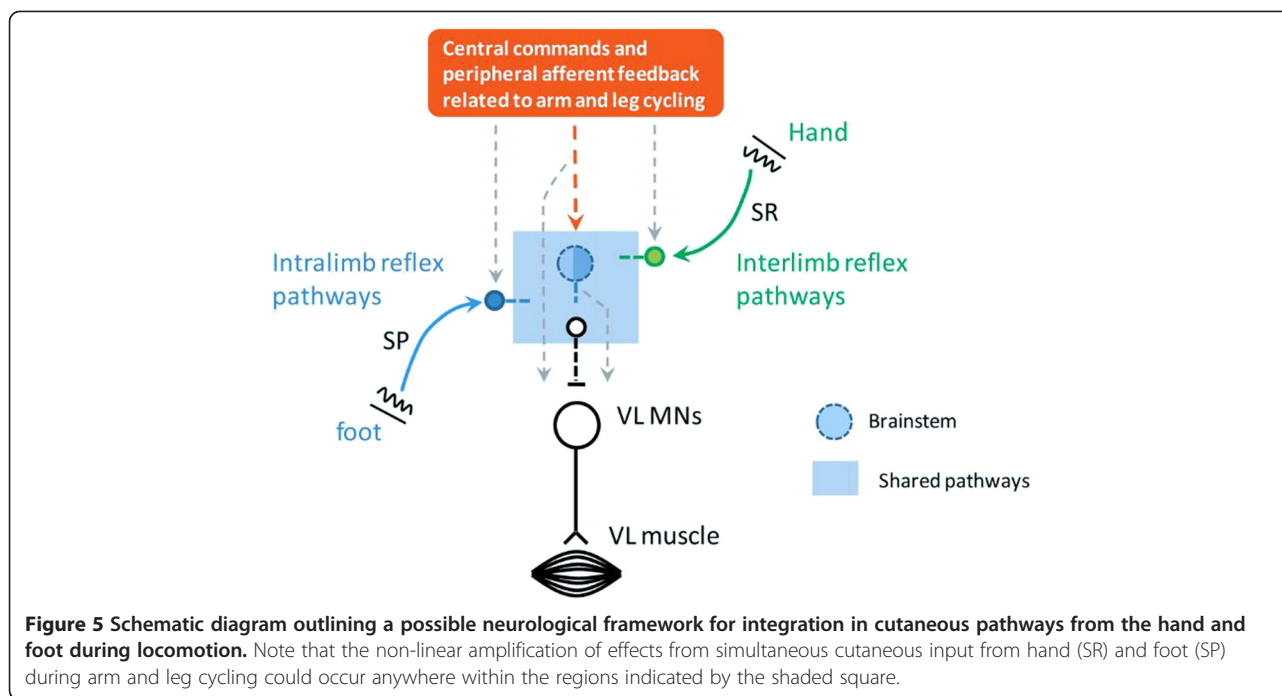 Central commands and
peripheral afferent feedback
related to arm and leg cycling
Hand
SR
Intralimb reflex
pathways
Interlimb reflex
pathways
SP
foot
VL MNs
Brainstem
Shared pathways
VL muscle
Figure 5 Schematic diagram outlining a possible neurological framework for integration in cutaneous pathways from the hand and
foot during locomotion. Note that the non-linear amplification of effects from simultaneous cutaneous input from hand (SR) and foot (SP)
during arm and leg cycling could occur anywhere within the regions indicated by the shaded square.